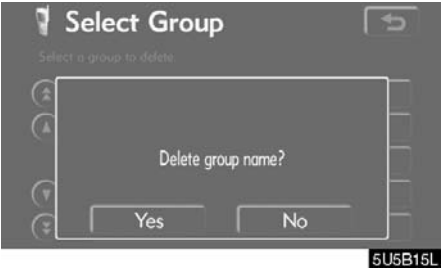 Select Group
Select a group to delete.
Delete group name?
Yes No
5U5B15L